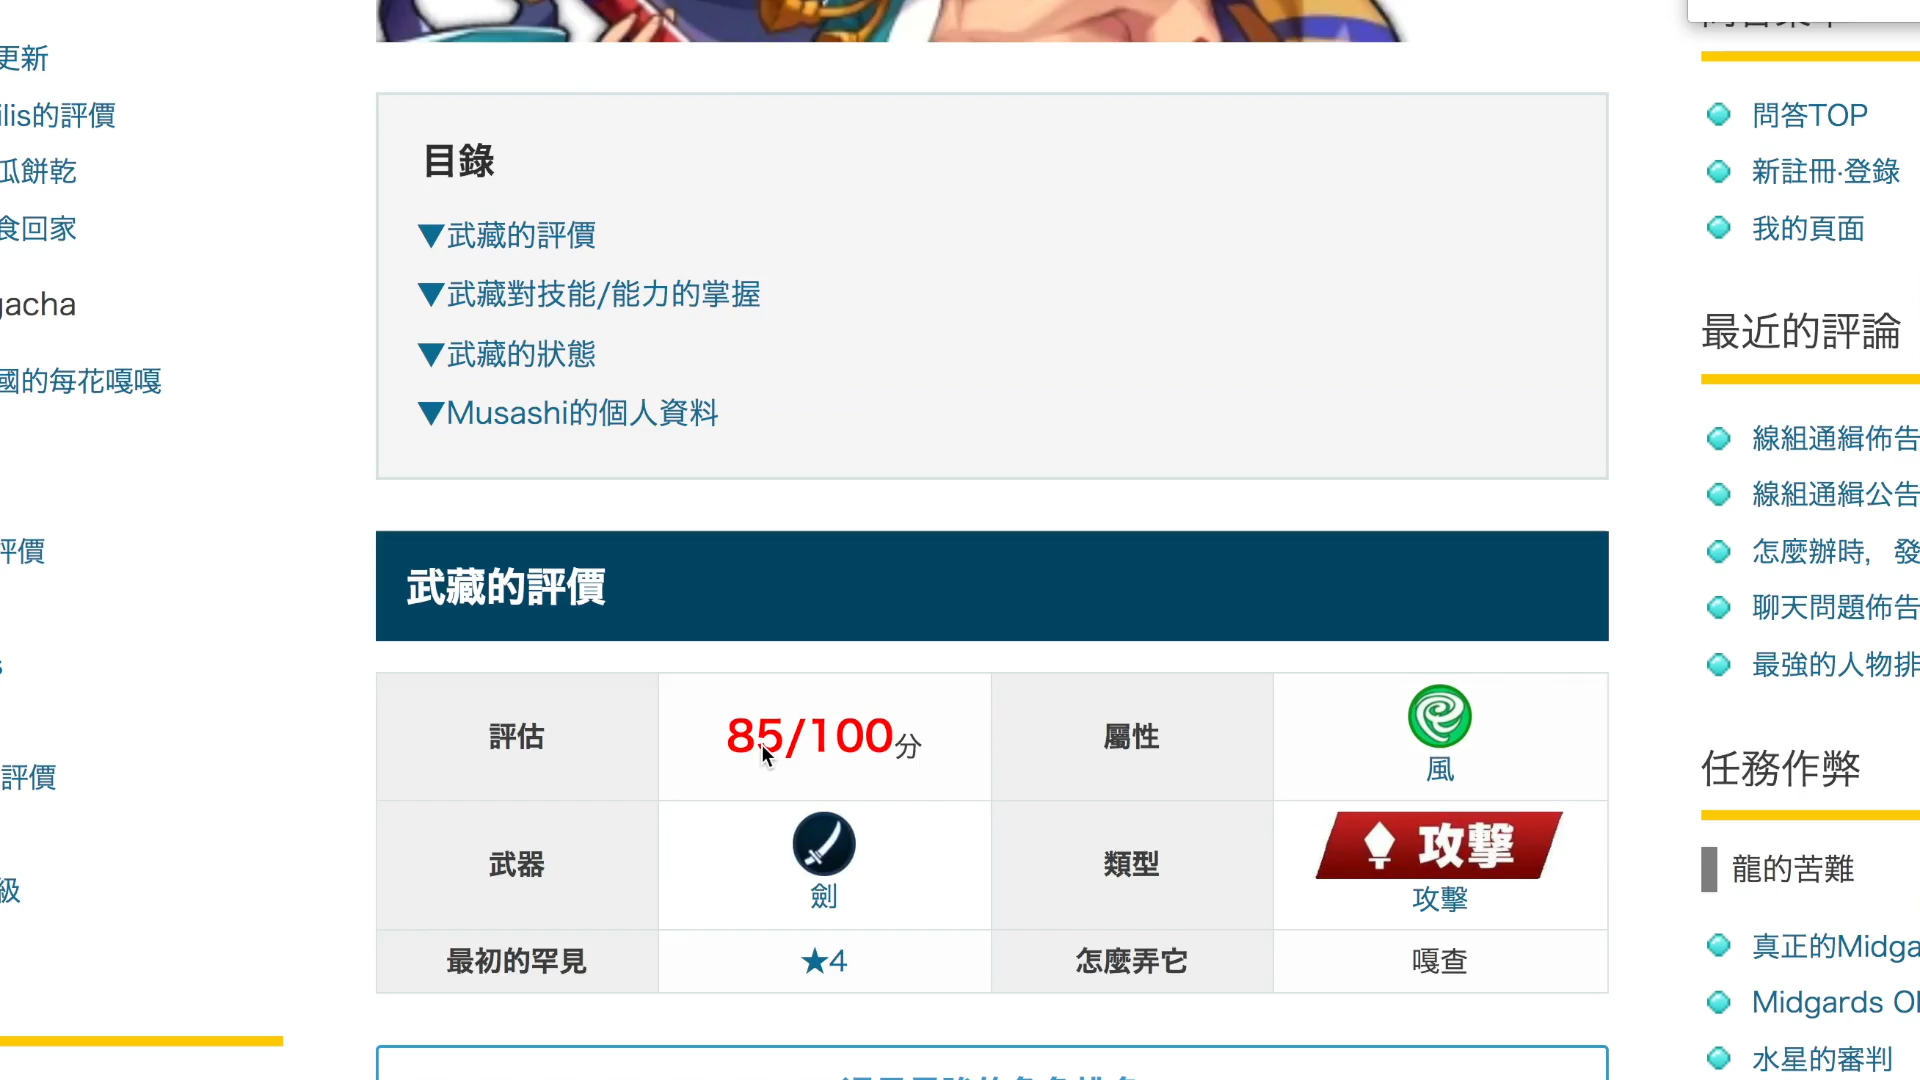 更新
ilis的評價
瓜餅乾
食回家
gacha
國的每花嘎嘎
評價
評價
級
目錄
▼武藏的評價
▼武藏對技能/能力的掌握
▼武藏的狀態
▼Musashi的個人資料
武藏的評價
評估 85/100分 屬性 風
武器 劍 類型 攻擊 攻擊
最初的罕見 ★4 怎麼弄它 嘎查
問答TOP
新註冊·登錄
我的頁面
最近的評論
線組通緝佈告
線組通緝公告
怎麼辦時，發
聊天問題佈告
最強的人物排
任務作弊
龍的苦難
真正的Midga
Midgards Ol
水星的審判